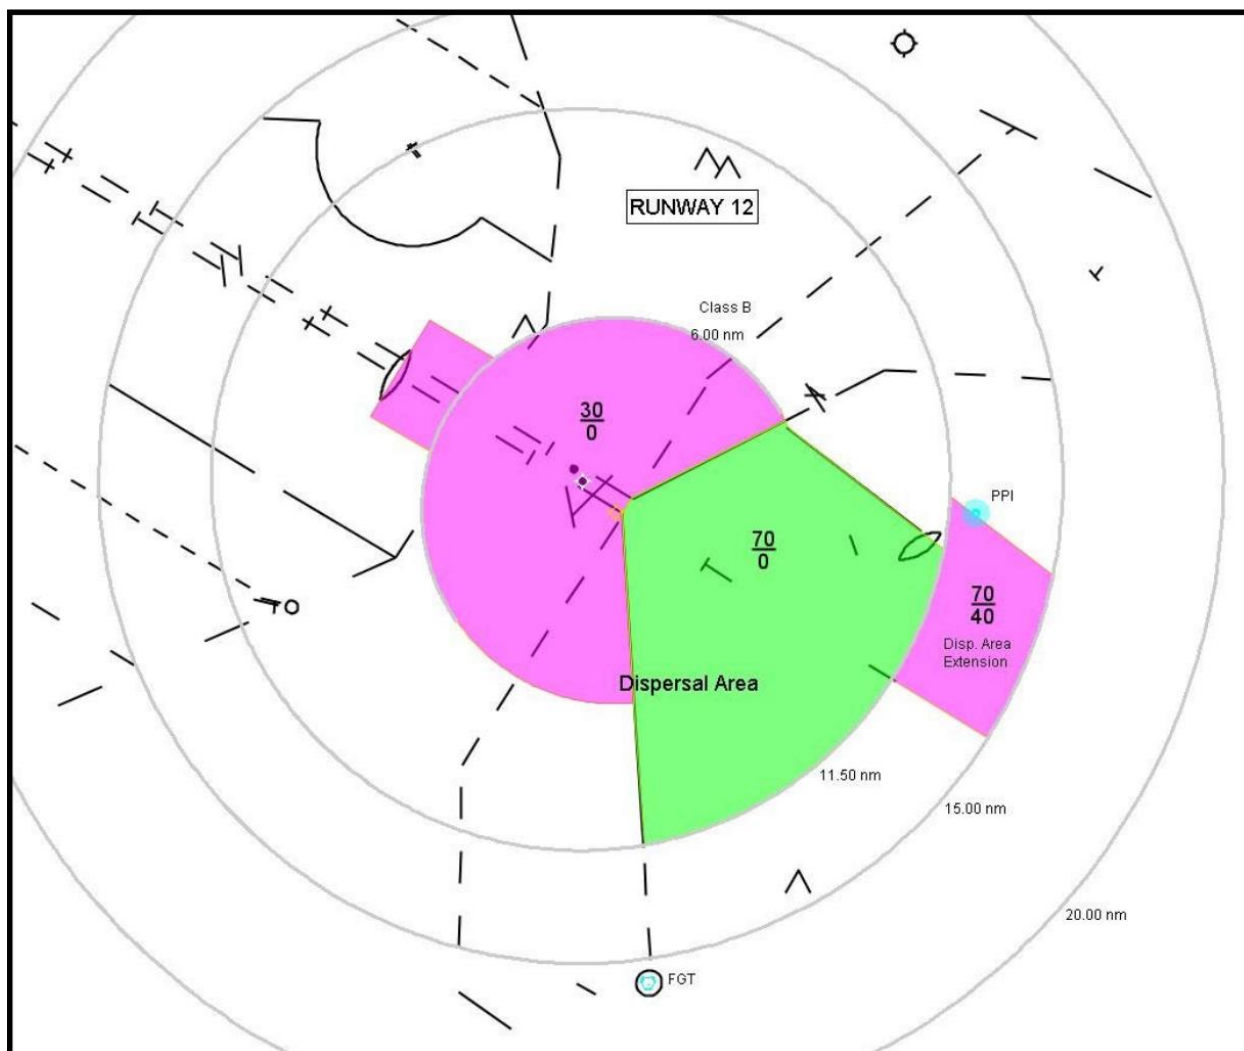 RUNWAY 12
Class B
6.00 nm
30
0
PPI
70
0
70
40
Disp. Area
Extension
Dispersal Area
11.50 nm
15.00 nm
20.00 nm
FGT